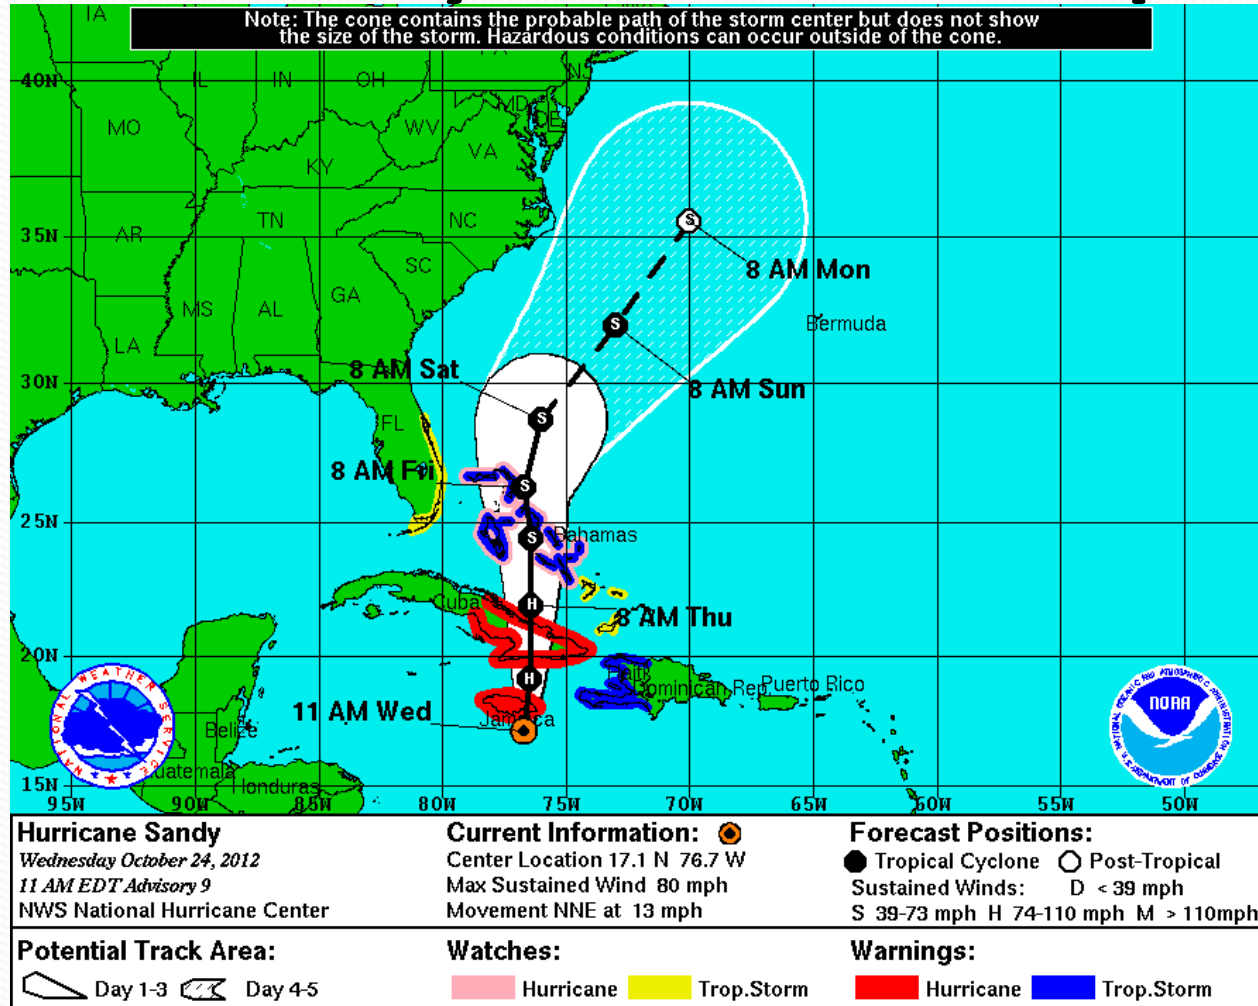 Note: The cone contains the probable path of the storm center but does not show
the size of the storm. Hazardous conditions can occur outside of the cone.
IA
PA
NJ
40N
IL
IN
OH
MD
DE
MO
WV
VA
KY
35N
AR
TN
NC
SC
8 AM Mon
MS
AL
GA
Bermuda
LA
8 AM Sat
30N
8 AM Sun
FL
8 AM Fri
25N
Bahamas
Cuba
8 AM Thu
20N
Haiti
Dominican Rep
Puerto Rico
11 AM Wed
Jamaica
Belize
Guatemala
Honduras
15N
95W 90W 85W 80W 75W 70W 65W 60W 55W 50W
S
S
S
S
S
H
H
NATIONAL WEATHER SERVICE
NOAA
Hurricane Sandy
Wednesday October 24, 2012
11 AM EDT Advisory 9
NWS National Hurricane Center
Current Information:
Center Location 17.1 N 76.7 W
Max Sustained Wind 80 mph
Movement NNE at 13 mph
Forecast Positions:
Tropical Cyclone Post-Tropical
Sustained Winds: D < 39 mph
S 39-73 mph H 74-110 mph M > 110mph
Potential Track Area:
Day 1-3 Day 4-5
Watches:
Hurricane Trop.Storm
Warnings:
Hurricane Trop.Storm